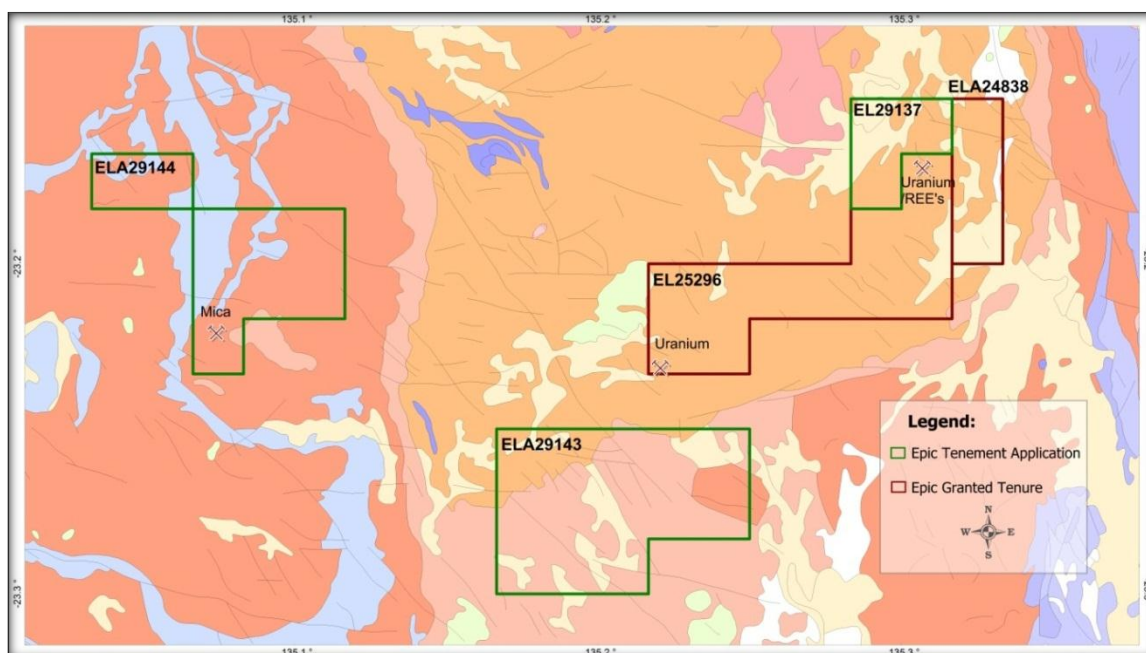 135.1 °
135.2 °
135.3 °
ELA24838
EL29137
ELA29144
Uranium
/REE's
-23.2 °
EL25296
Mica
Uranium
ELA29143
Legend:
Epic Tenement Application
Epic Granted Tenure
N
W E
S
-23.3 °
135.1 °
135.2 °
135.3 °